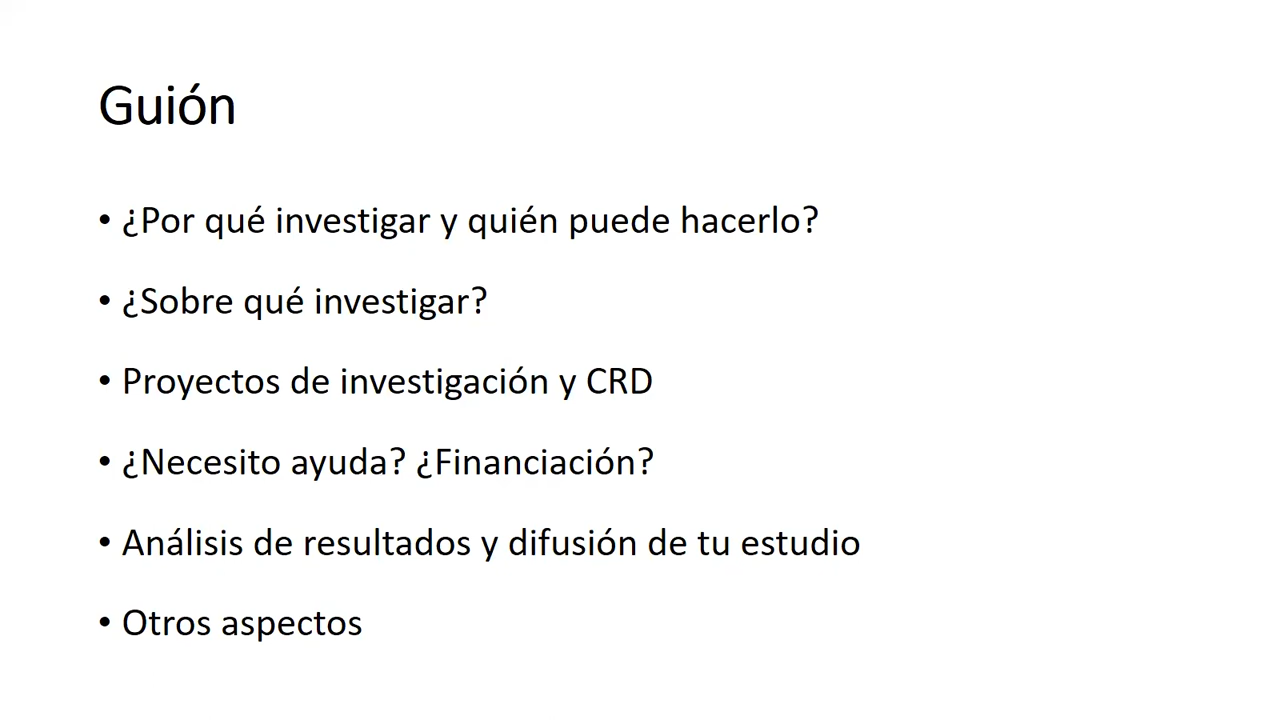 Guión
• ¿Por qué investigar y quién puede hacerlo?
• ¿Sobre qué investigar?
• Proyectos de investigación y CRD
• ¿Necesito ayuda? ¿Financiación?
• Análisis de resultados y difusión de tu estudio
• Otros aspectos